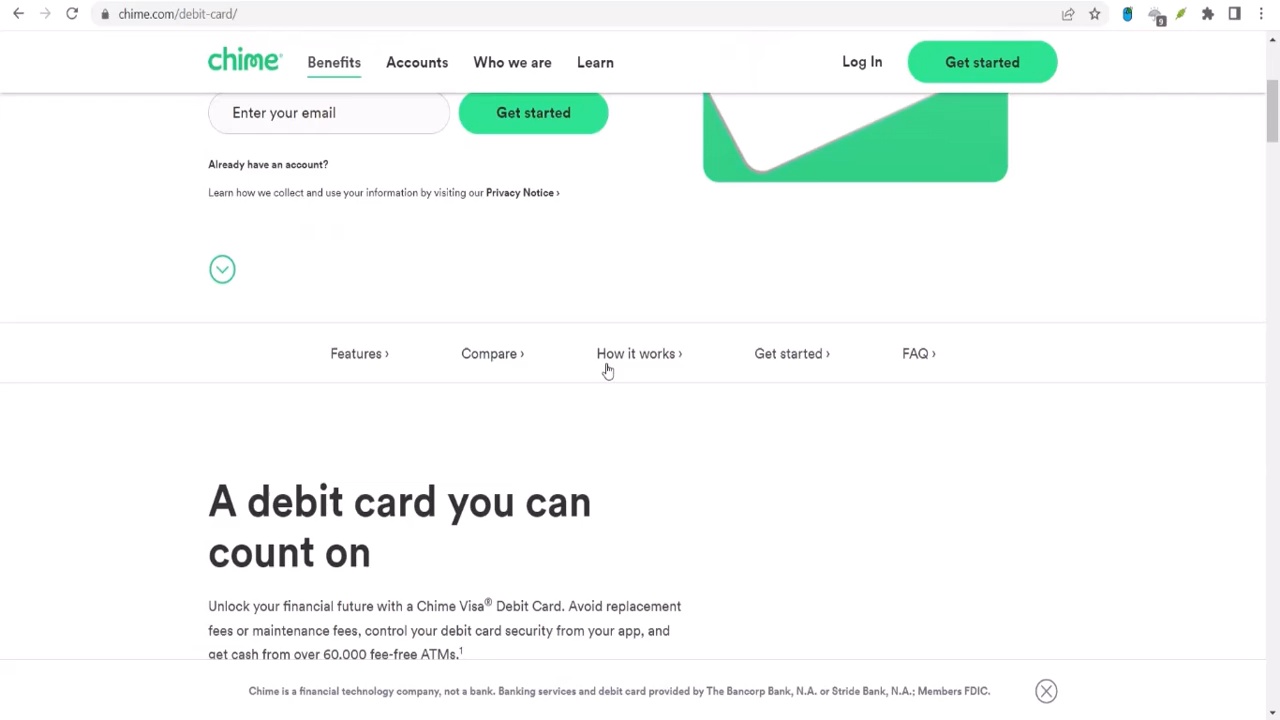 chime.com/debit-card/
9
chime
Benefits
Accounts
Who we are
Learn
Log In
Get started
Enter your email
Get started
Already have an account?
Learn how we collect and use your information by visiting our Privacy Notice ›
Features ›
Compare ›
How it works ›
Get started ›
FAQ ›
A debit card you can
count on
Unlock your financial future with a Chime Visa® Debit Card. Avoid replacement
fees or maintenance fees, control your debit card security from your app, and
get cash from over 60,000 fee-free ATMs.¹
Chime is a financial technology company, not a bank. Banking services and debit card provided by The Bancorp Bank, N.A. or Stride Bank, N.A.; Members FDIC.